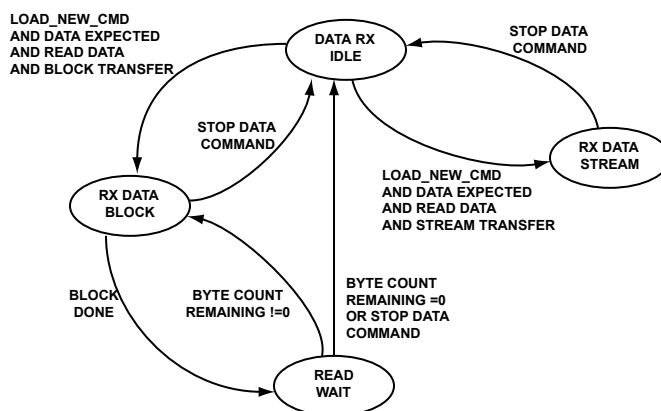 LOAD_NEW_CMD
AND DATA EXPECTED
AND READ DATA
AND BLOCK TRANSFER
DATA RX
IDLE
STOP DATA
COMMAND
STOP DATA
COMMAND
RX DATA
STREAM
LOAD_NEW_CMD
AND DATA EXPECTED
AND READ DATA
AND STREAM TRANSFER
RX DATA
BLOCK
BLOCK
DONE
BYTE COUNT
REMAINING !=0
BYTE COUNT
REMAINING =0
OR STOP DATA
COMMAND
READ
WAIT